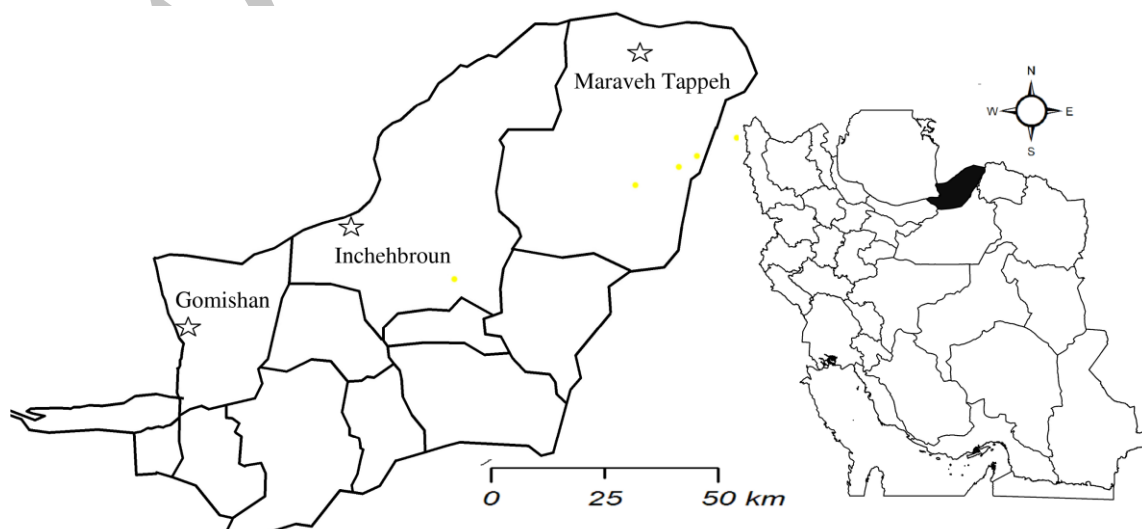 Maraveh Tappeh
N
W E
S
Inchehbroun
Gomishan
0 25 50 km